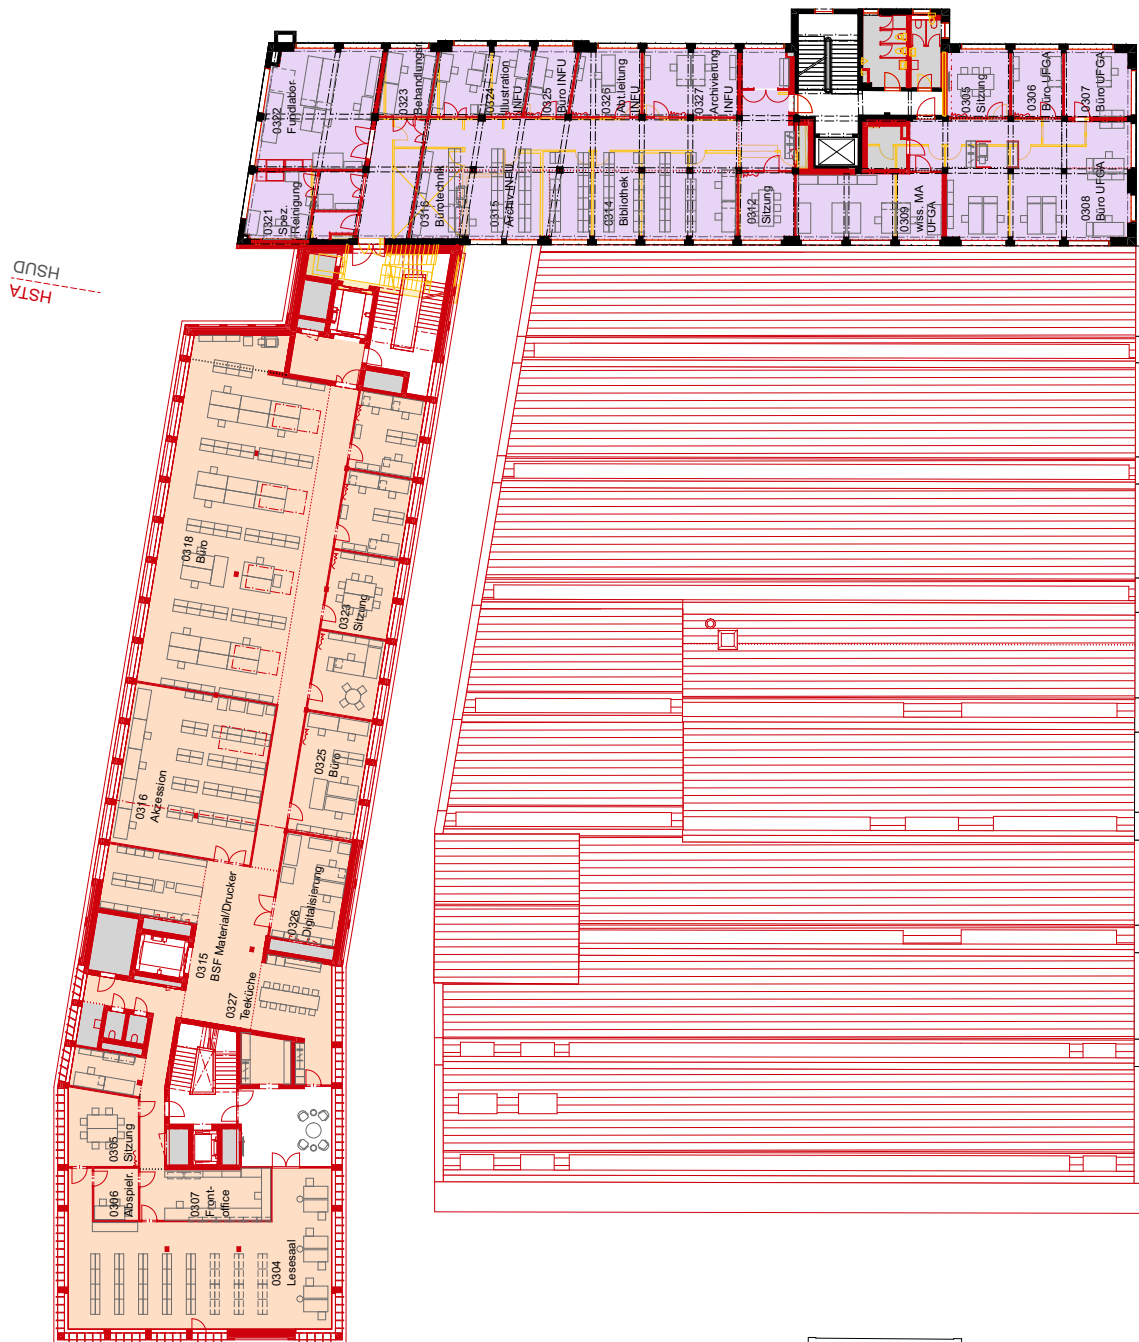 0322
Fundlabor
0323
Behandlungsr.
0324
Illustration
INFU
0325
Büro INFU
0326
Abt.leitung
INFU
0327
Archivierung
INFU
0305
Sitzung
0306
Büro UFGA
0307
Büro UFGA
0321
Spez.
Reinigung
0316
Bürotechnik
0315
Archiv INFU
0314
Bibliothek
0312
Sitzung
0309
wiss. MA
UFGA
0308
Büro UFGA
HSUD
HSTA
0318
Büro
0323
Sitzung
0325
Büro
0316
Akzession
0326
Digitalisierung
0315
BSF Material/Drucker
0327
Teeküche
0305
Sitzung
0306
Abspielr.
0307
Front-
office
0304
Lesesaal